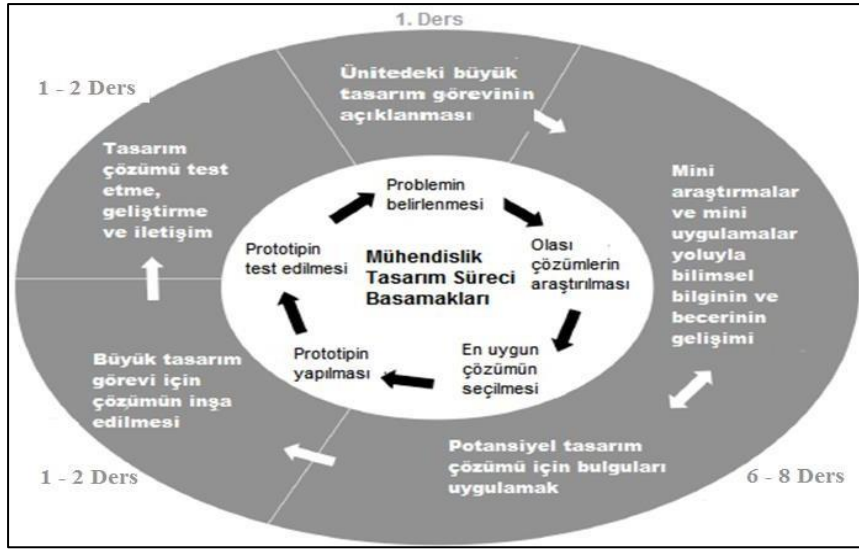 1. Ders
Ünitedeki büyük
tasarım görevinin
açıklanması
1 - 2 Ders
Tasarım
çözümü test
etme,
geliştirme
ve iletişim
Mini
araştırmalar
ve mini
uygulamalar
yoluyla
bilimsel
bilginin ve
becerinin
gelişimi
Problemin
belirlenmesi
Olası
çözümlerin
araştırılması
Prototipin
test edilmesi
Mühendislik
Tasarım Süreci
Basamakları
En uygun
çözümün
seçilmesi
Prototipin
yapılması
Büyük tasarım
görevi için
çözümün inşa
edilmesi
Potansiyel tasarım
çözümü için bulguları
uygulamak
1 - 2 Ders
6 - 8 Ders